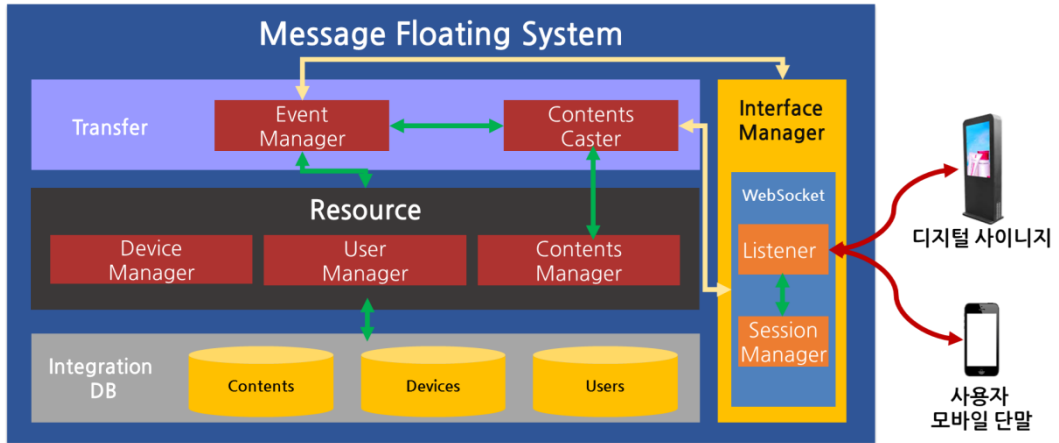 Message Floating System
Transfer
Event
Manager
Contents
Caster
Interface
Manager
Resource
Device
Manager
User
Manager
Contents
Manager
WebSocket
Listener
Session
Manager
Integration
DB
Contents
Devices
Users
디지털 사이니지
사용자
모바일 단말